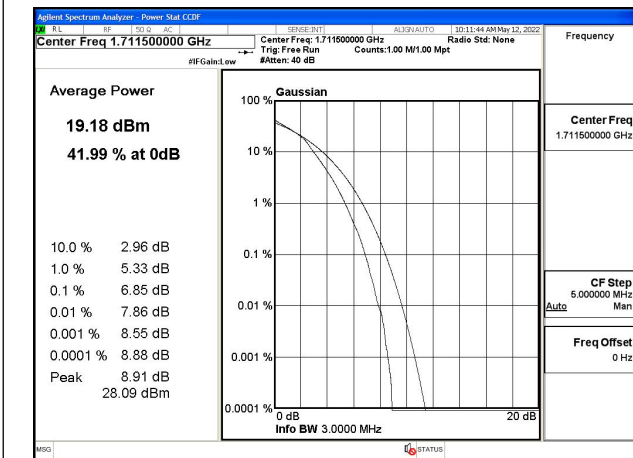 Agilent Spectrum Analyzer - Power Stat CCDF
RL RF 50 Ω AC SENSE:INT ALIGN AUTO 10:11:44 AM May 12, 2022
Center Freq 1.711500000 GHz
Center Freq: 1.711500000 GHz Radio Std: None
Trig: Free Run Counts:1.00 M/1.00 Mpt
#IFGain:Low #Atten: 40 dB
Frequency
Average Power
19.18 dBm
41.99 % at 0dB
10.0 % 2.96 dB
1.0 % 5.33 dB
0.1 % 6.85 dB
0.01 % 7.86 dB
0.001 % 8.55 dB
0.0001 % 8.88 dB
Peak 8.91 dB
28.09 dBm
Gaussian
100 %
10 %
1 %
0.1 %
0.01 %
0.001 %
0.0001 %
0 dB 20 dB
Info BW 3.0000 MHz
Center Freq
1.711500000 GHz
CF Step
5.000000 MHz
Auto Man
Freq Offset
0 Hz
MSG STATUS